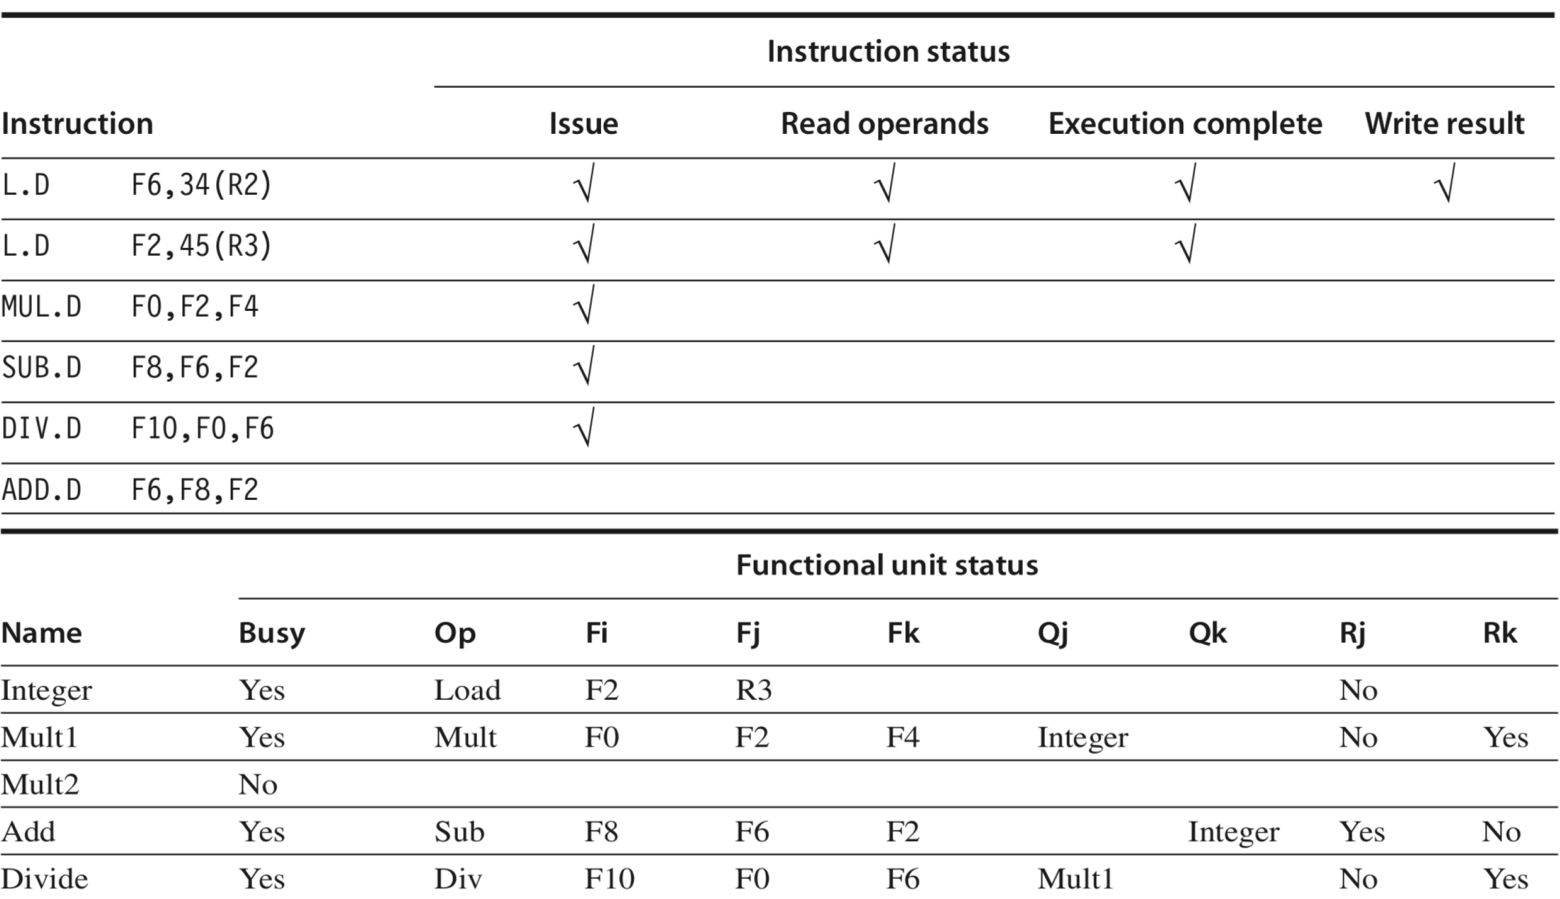 Instruction status
Instruction Issue Read operands Execution complete Write result
L.D F6,34(R2) √ √ √ √
L.D F2,45(R3) √ √ √
MUL.D F0,F2,F4 √
SUB.D F8,F6,F2 √
DIV.D F10,F0,F6 √
ADD.D F6,F8,F2
Functional unit status
Name Busy Op Fi Fj Fk Qj Qk Rj Rk
Integer Yes Load F2 R3 No
Mult1 Yes Mult F0 F2 F4 Integer No Yes
Mult2 No
Add Yes Sub F8 F6 F2 Integer Yes No
Divide Yes Div F10 F0 F6 Mult1 No Yes